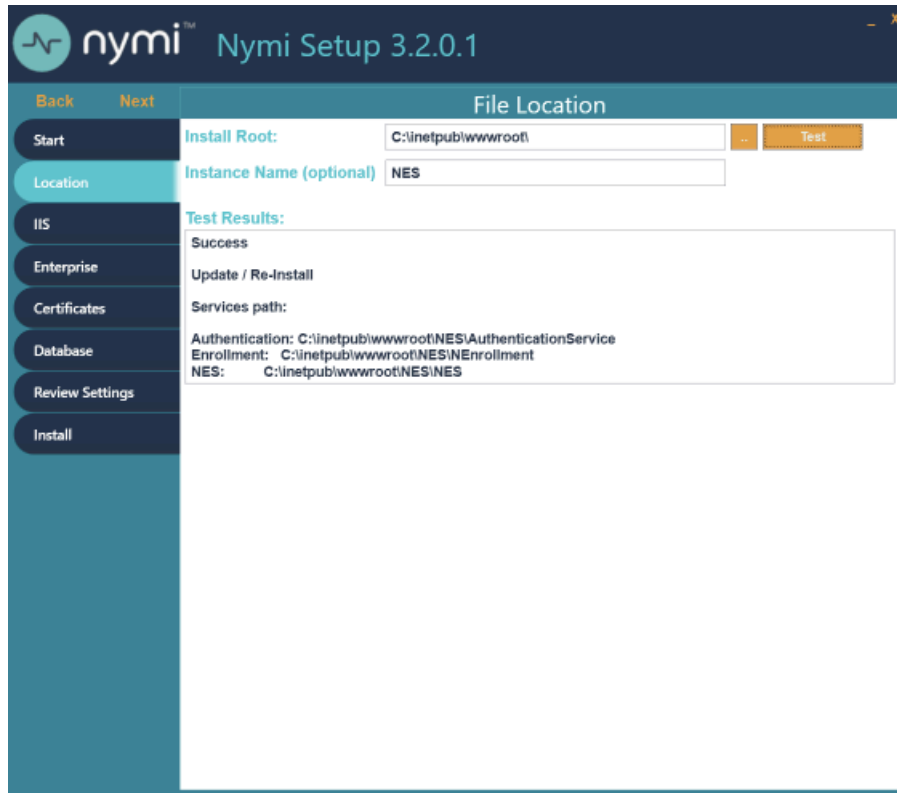 nymi™ Nymi Setup 3.2.0.1
_ x
Back Next
File Location
Start
Location
IIS
Enterprise
Certificates
Database
Review Settings
Install
Install Root: C:\inetpub\wwwroot\ .. Test
Instance Name (optional) NES
Test Results:
Success
Update / Re-Install
Services path:
Authentication: C:\inetpub\wwwroot\NES\AuthenticationService
Enrollment: C:\inetpub\wwwroot\NES\NEnrollment
NES: C:\inetpub\wwwroot\NES\NES